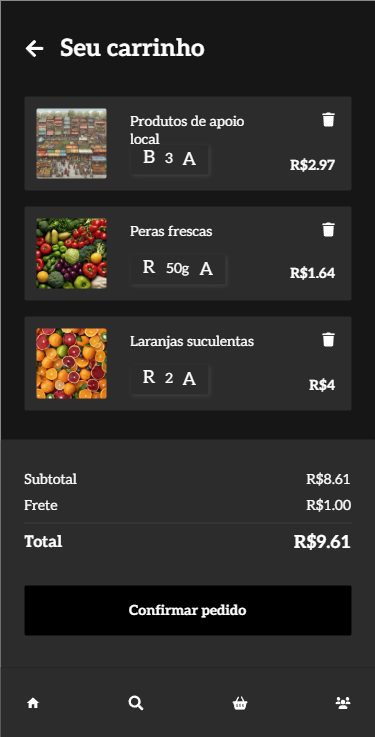 Seu carrinho
Produtos de apoio
local
B 3 A
R$2.97
Peras frescas
R 50g A
R$1.64
Laranjas suculentas
R 2 A
R$4
Subtotal R$8.61
Frete R$1.00
Total R$9.61
Confirmar pedido